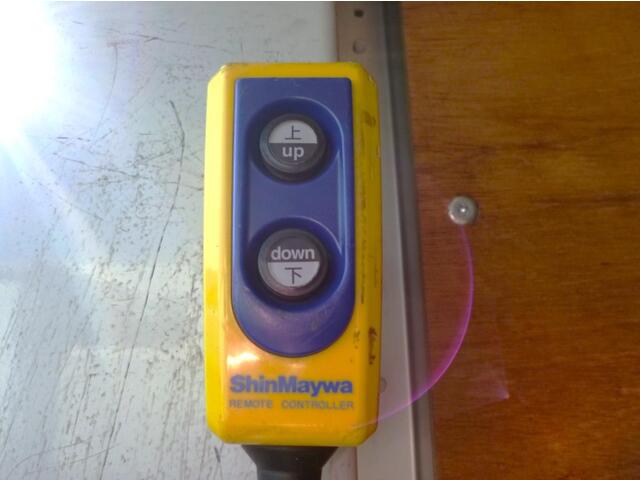 上
up
down
下
ShinMaywa
REMOTE CONTROLLER